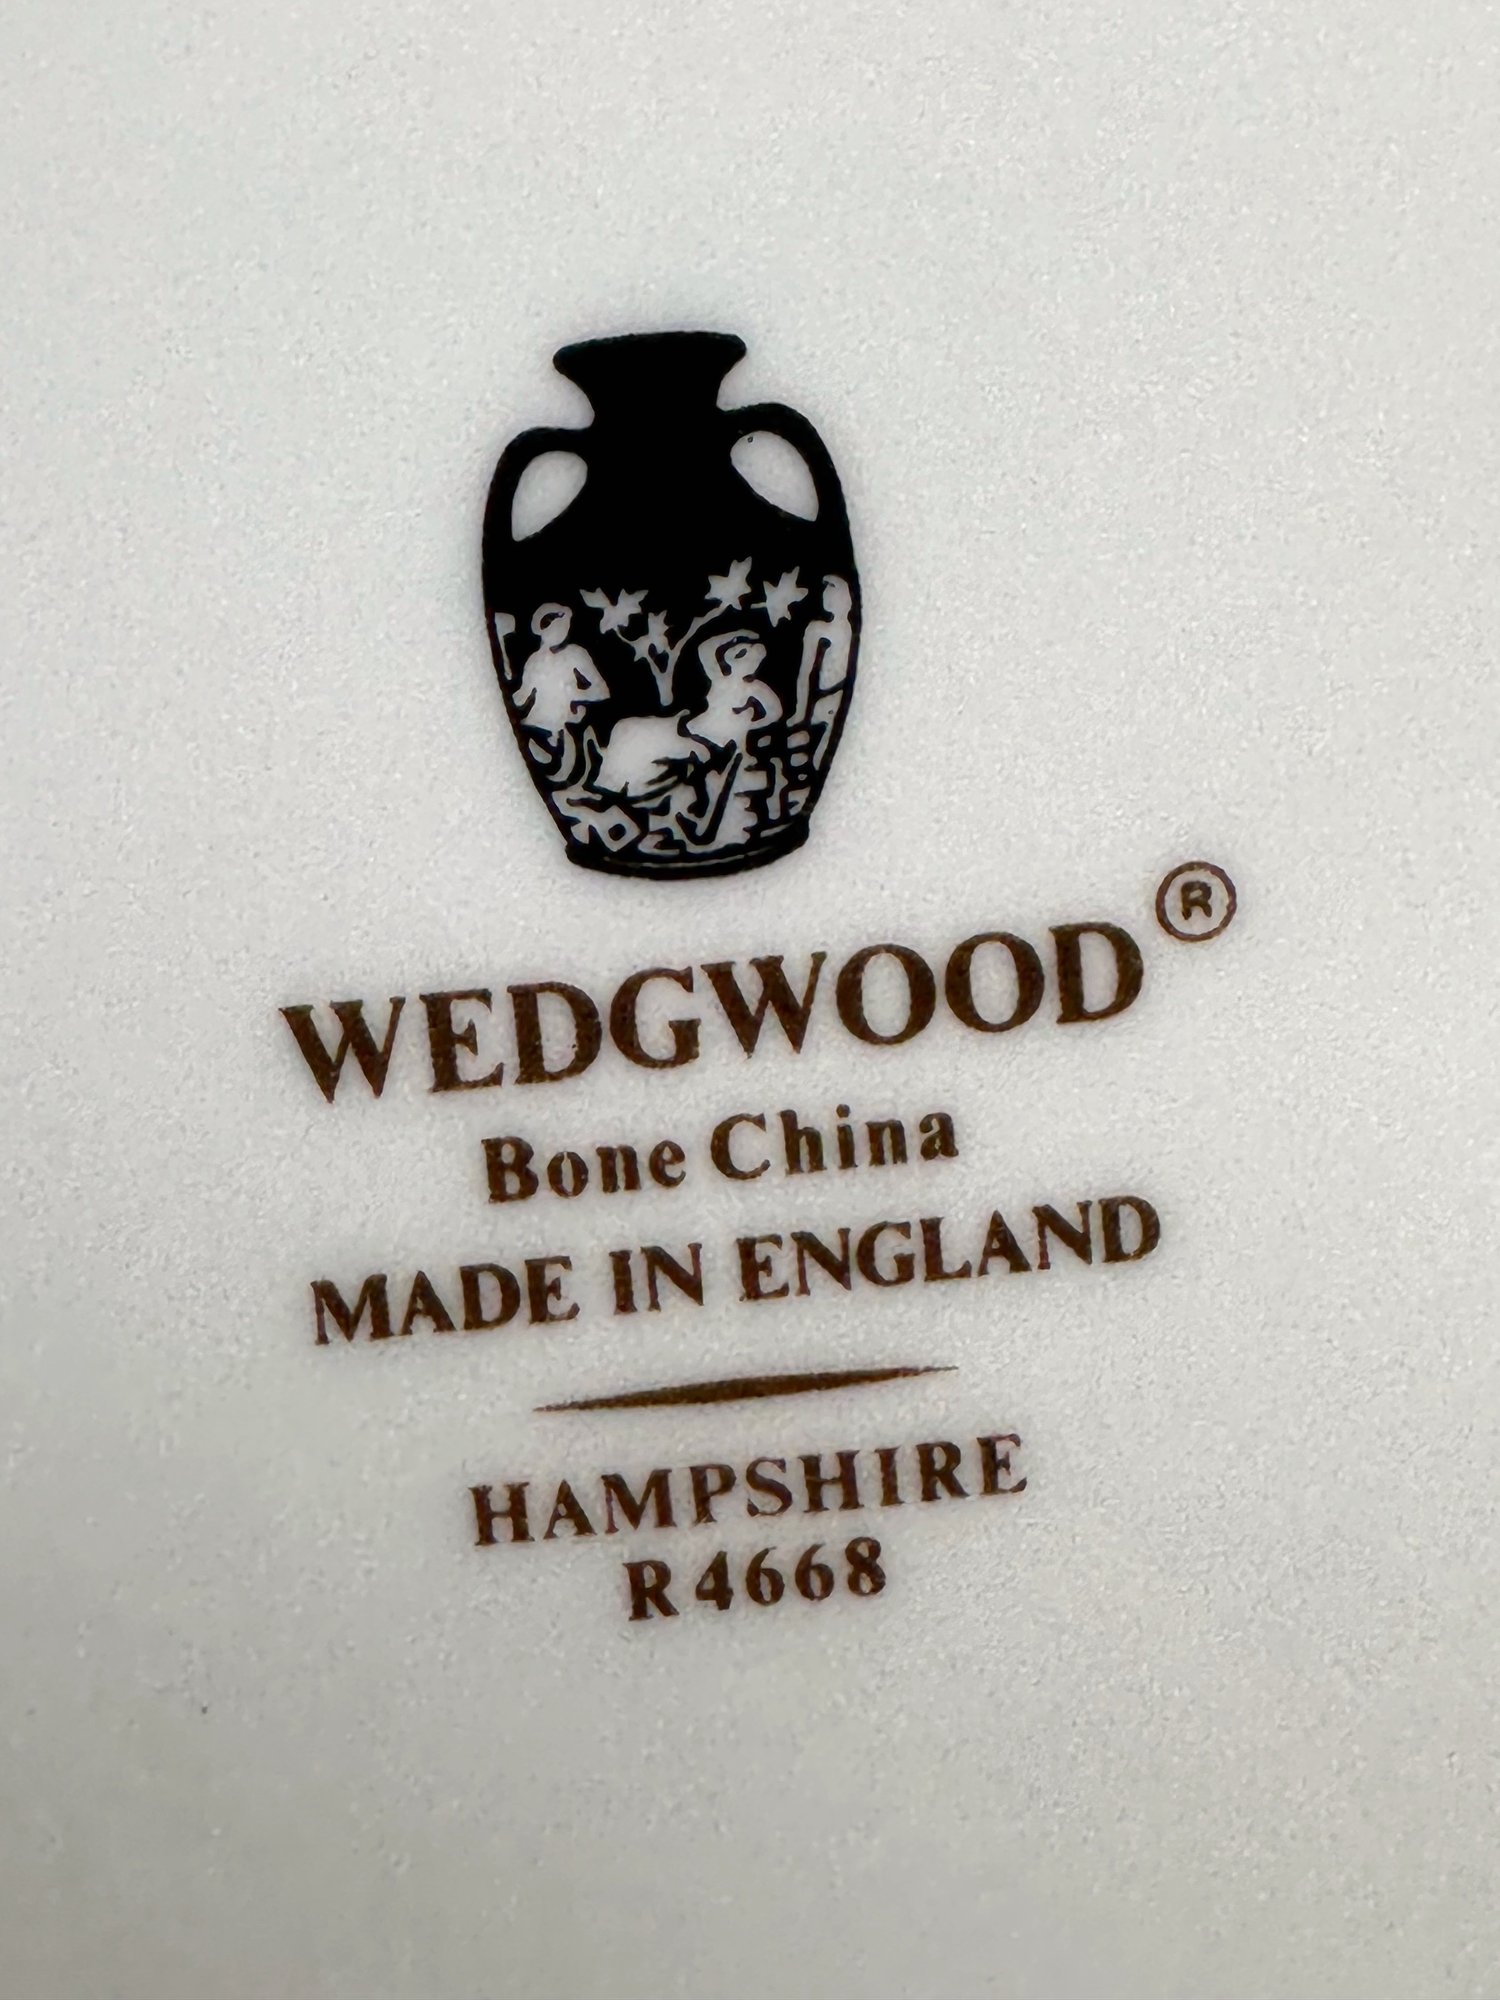 WEDGWOOD®
Bone China
MADE IN ENGLAND
HAMPSHIRE
R4668